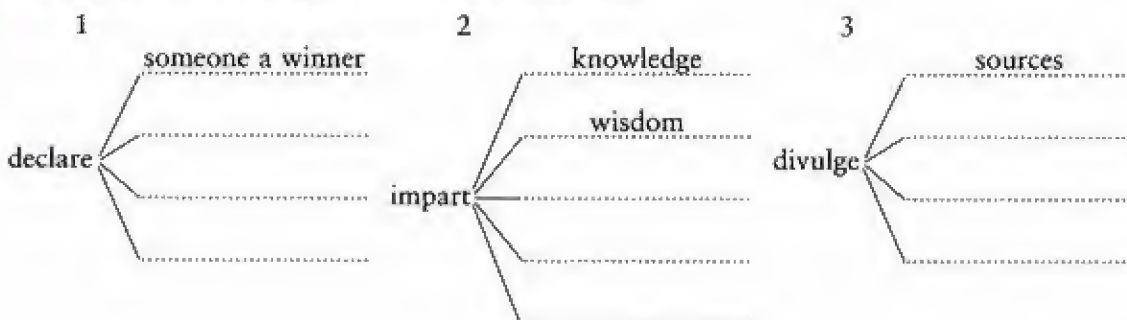 1
someone a winner
declare
2
knowledge
wisdom
impart
3
sources
divulge